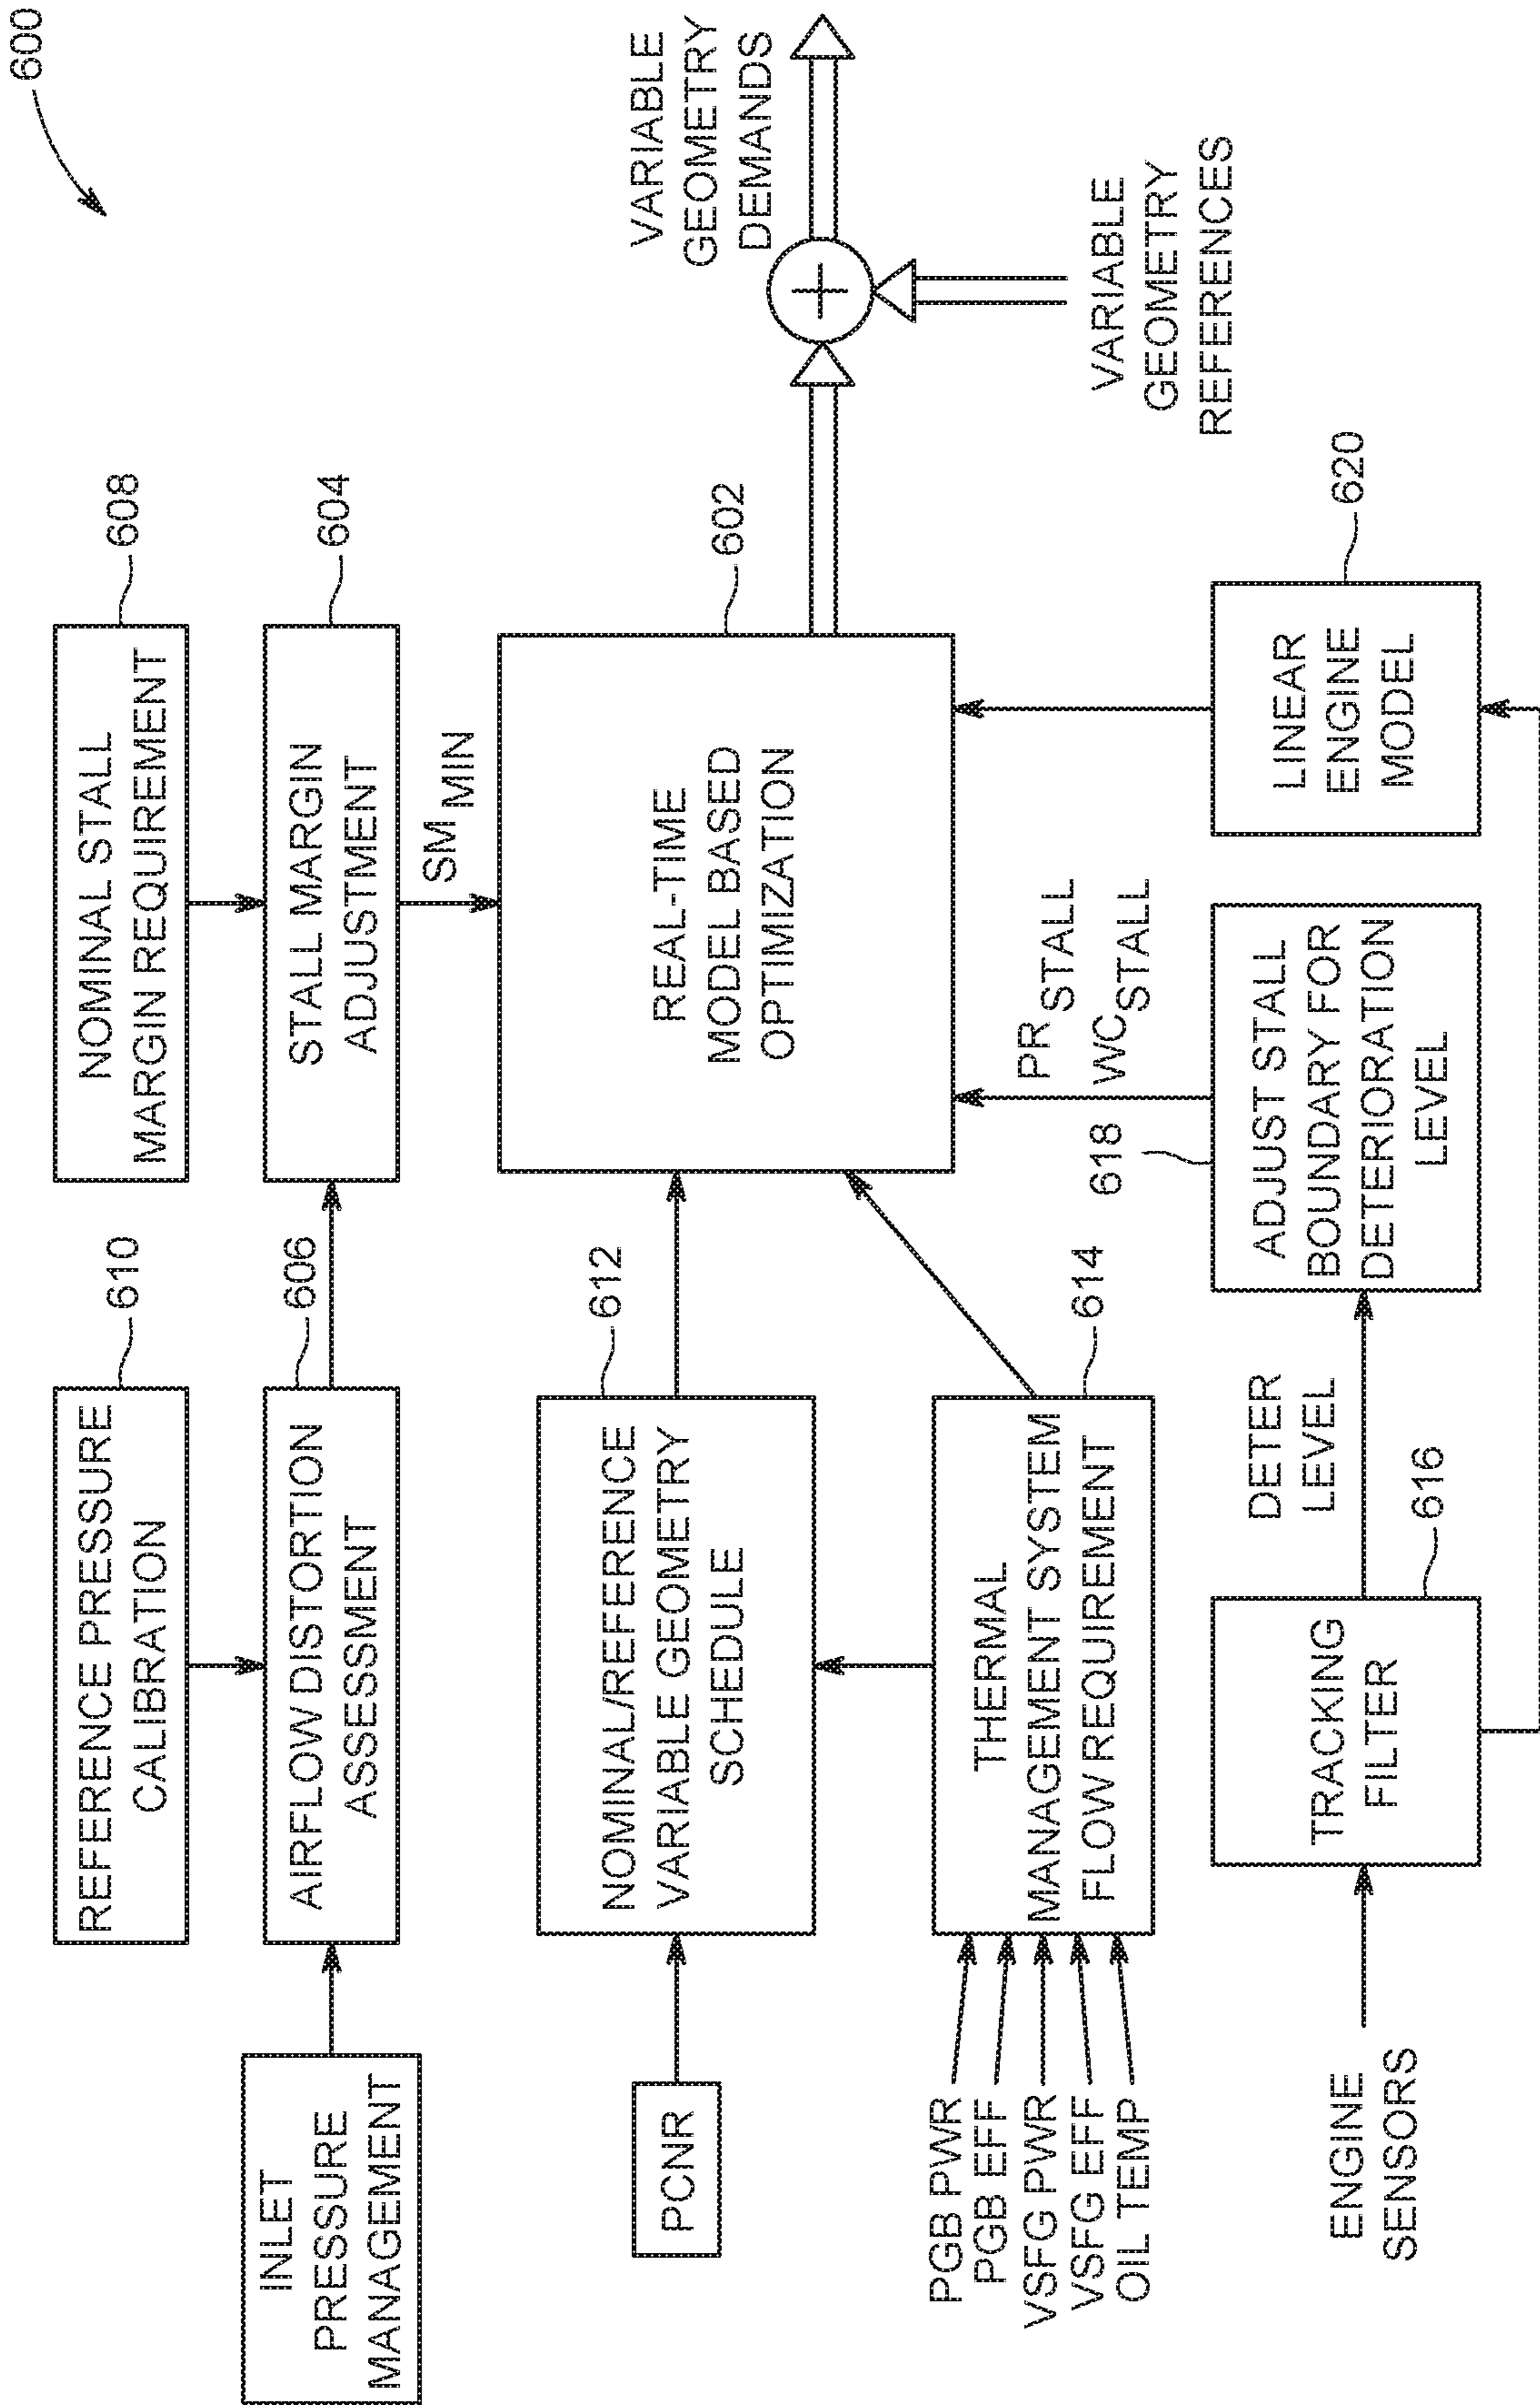 600
REFERENCE PRESSURE
CALIBRATION
610
NOMINAL STALL
MARGIN REQUIREMENT
608
INLET
PRESSURE
MANAGEMENT
AIRFLOW DISTORTION
ASSESSMENT
606
STALL MARGIN
ADJUSTMENT
604
SM MIN
PCNR
NOMINAL/REFERENCE
VARIABLE GEOMETRY
SCHEDULE
612
REAL-TIME
MODEL BASED
OPTIMIZATION
602
VARIABLE
GEOMETRY
DEMANDS
+
VARIABLE
GEOMETRY
REFERENCES
PGB PWR
PGB EFF
VSFG PWR
VSFG EFF
OIL TEMP
THERMAL
MANAGEMENT SYSTEM
FLOW REQUIREMENT
614
PR STALL
WC STALL
618
ENGINE
SENSORS
TRACKING
FILTER
616
DETER
LEVEL
ADJUST STALL
BOUNDARY FOR
DETERIORATION
LEVEL
LINEAR
ENGINE
MODEL
620